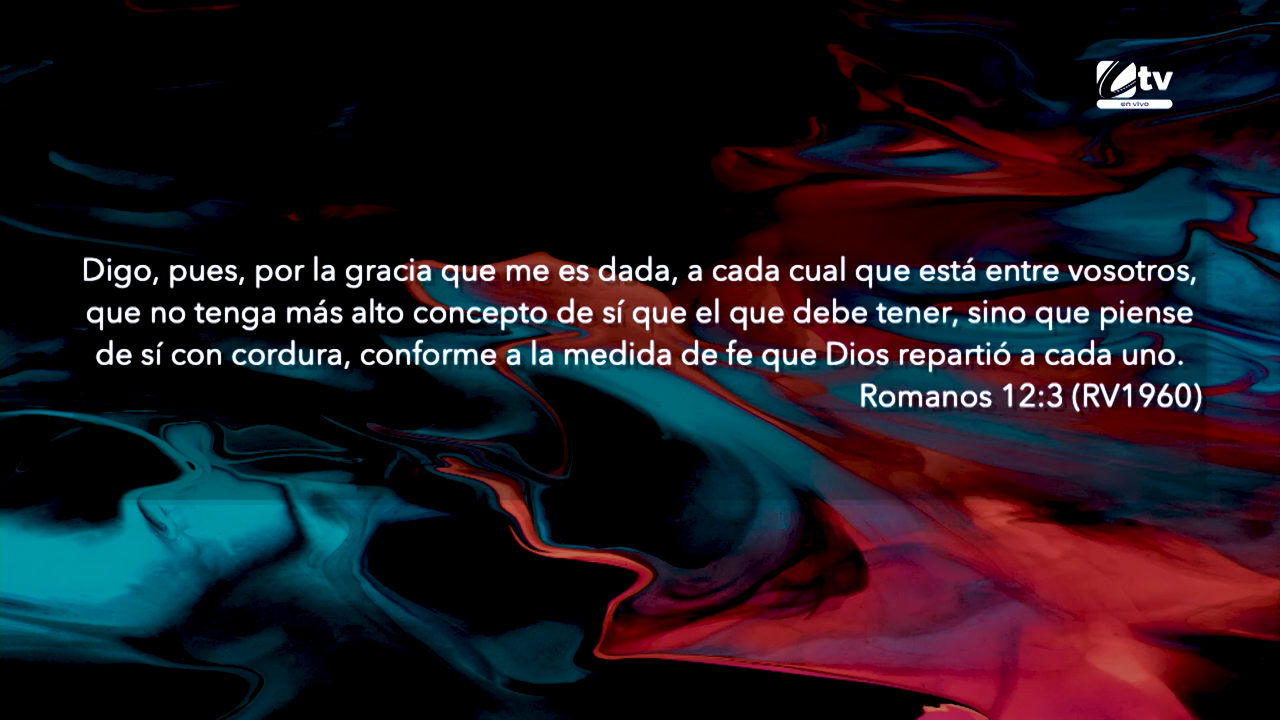 tv
en vivo
Digo, pues, por la gracia que me es dada, a cada cual que está entre vosotros,
que no tenga más alto concepto de sí que el que debe tener, sino que piense
de sí con cordura, conforme a la medida de fe que Dios repartió a cada uno.
Romanos 12:3 (RV1960)